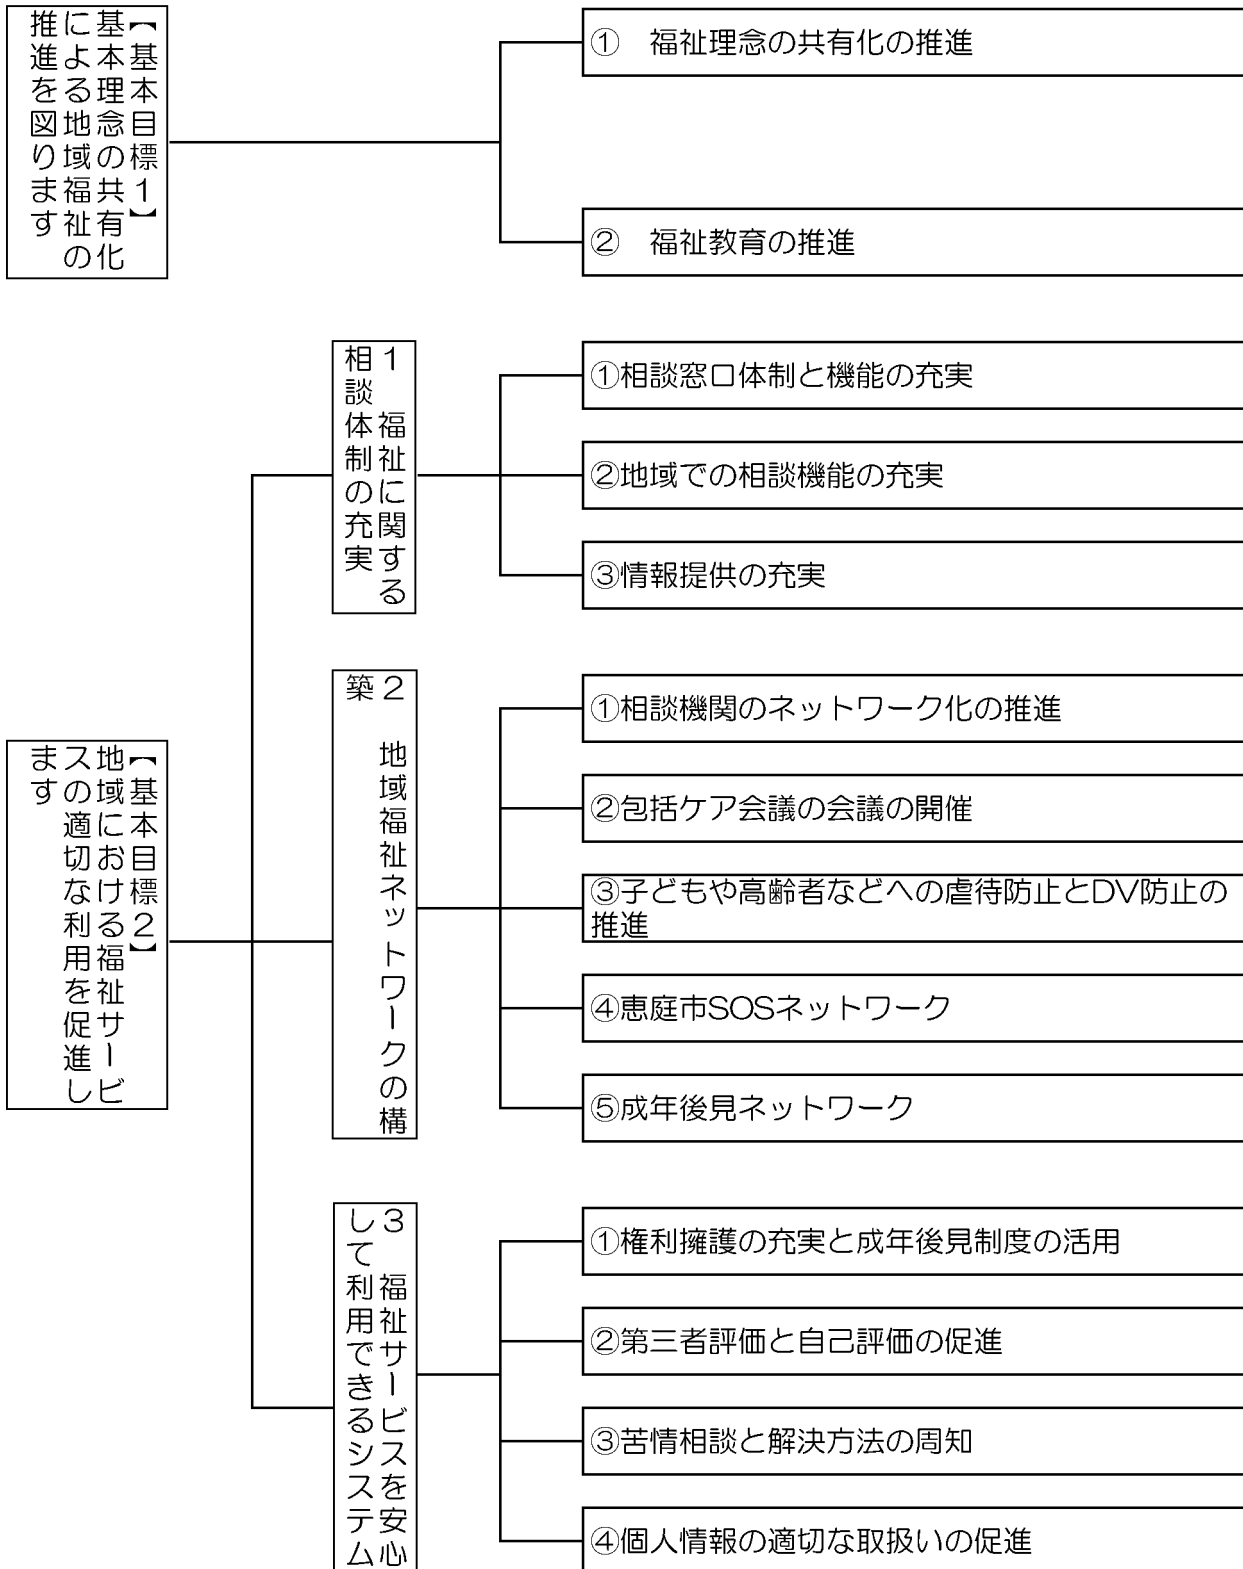 【基本目標１】
基本理念の共有化
による地域福祉の
推進を図ります
①　福祉理念の共有化の推進
②　福祉教育の推進
【基本目標２】
地域における福祉サービ
スの適切な利用を促進し
ます
１　福祉に関する
相談体制の充実
①相談窓口体制と機能の充実
②地域での相談機能の充実
③情報提供の充実
２　地域福祉ネットワークの構
築
①相談機関のネットワーク化の推進
②包括ケア会議の会議の開催
③子どもや高齢者などへの虐待防止とDV防止の
推進
④恵庭市SOSネットワーク
⑤成年後見ネットワーク
３　福祉サービスを安心
して利用できるシステム
①権利擁護の充実と成年後見制度の活用
②第三者評価と自己評価の促進
③苦情相談と解決方法の周知
④個人情報の適切な取扱いの促進